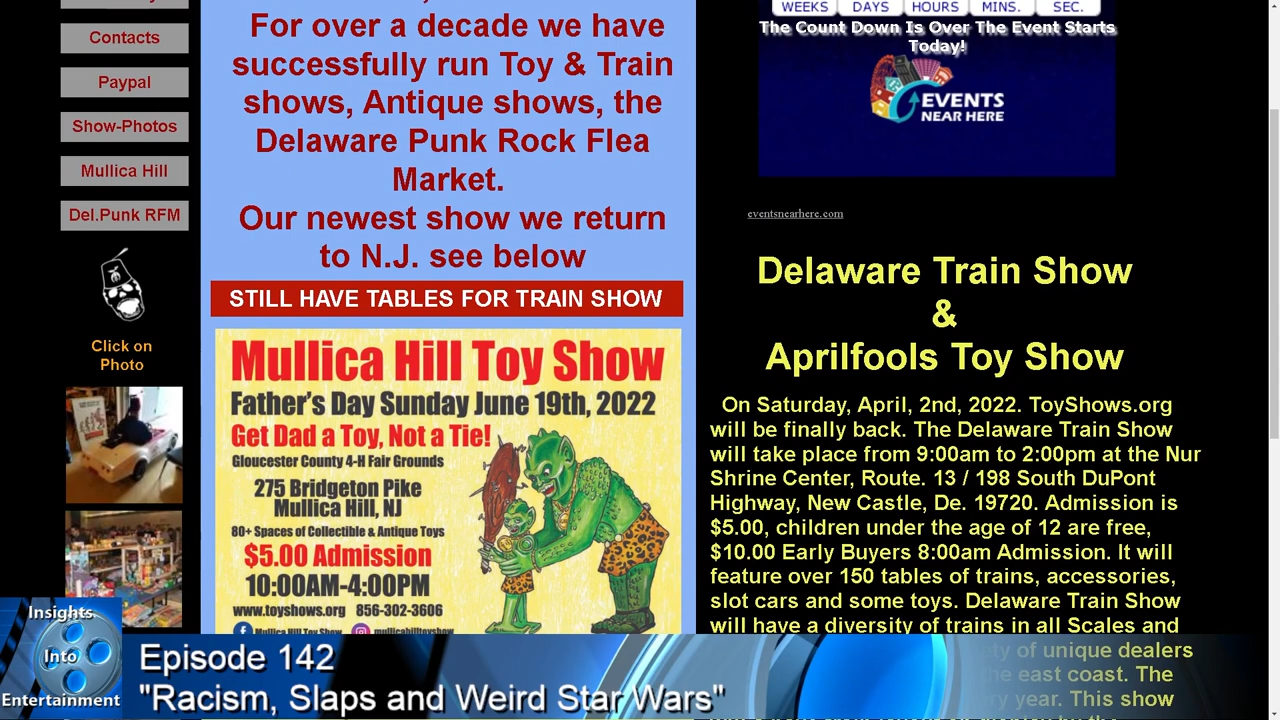 Contacts
Paypal
Show-Photos
Mullica Hill
Del.Punk RFM
Click on
Photo
For over a decade we have
successfully run Toy & Train
shows, Antique shows, the
Delaware Punk Rock Flea
Market.
Our newest show we return
to N.J. see below
STILL HAVE TABLES FOR TRAIN SHOW
Mullica Hill Toy Show
Father's Day Sunday June 19th, 2022
Get Dad a Toy, Not a Tie!
Gloucester County 4-H Fair Grounds
275 Bridgeton Pike
Mullica Hill, NJ
80+ Spaces of Collectible & Antique Toys
$5.00 Admission
10:00AM-4:00PM
www.toyshows.org 856-302-3606
Mullica Hill Toy Show mullicahilltoyshow
WEEKS DAYS HOURS MINS. SEC.
The Count Down Is Over The Event Starts
Today!
EVENTS
NEAR HERE
eventsnearhere.com
Delaware Train Show
&
Aprilfools Toy Show
On Saturday, April, 2nd, 2022. ToyShows.org
will be finally back. The Delaware Train Show
will take place from 9:00am to 2:00pm at the Nur
Shrine Center, Route. 13 / 198 South DuPont
Highway, New Castle, De. 19720. Admission is
$5.00, children under the age of 12 are free,
$10.00 Early Buyers 8:00am Admission. It will
feature over 150 tables of trains, accessories,
slot cars and some toys. Delaware Train Show
will have a diversity of trains in all Scales and
of unique dealers
the east coast. The
year. This show
Insights
Into
Entertainment
Episode 142
"Racism, Slaps and Weird Star Wars"